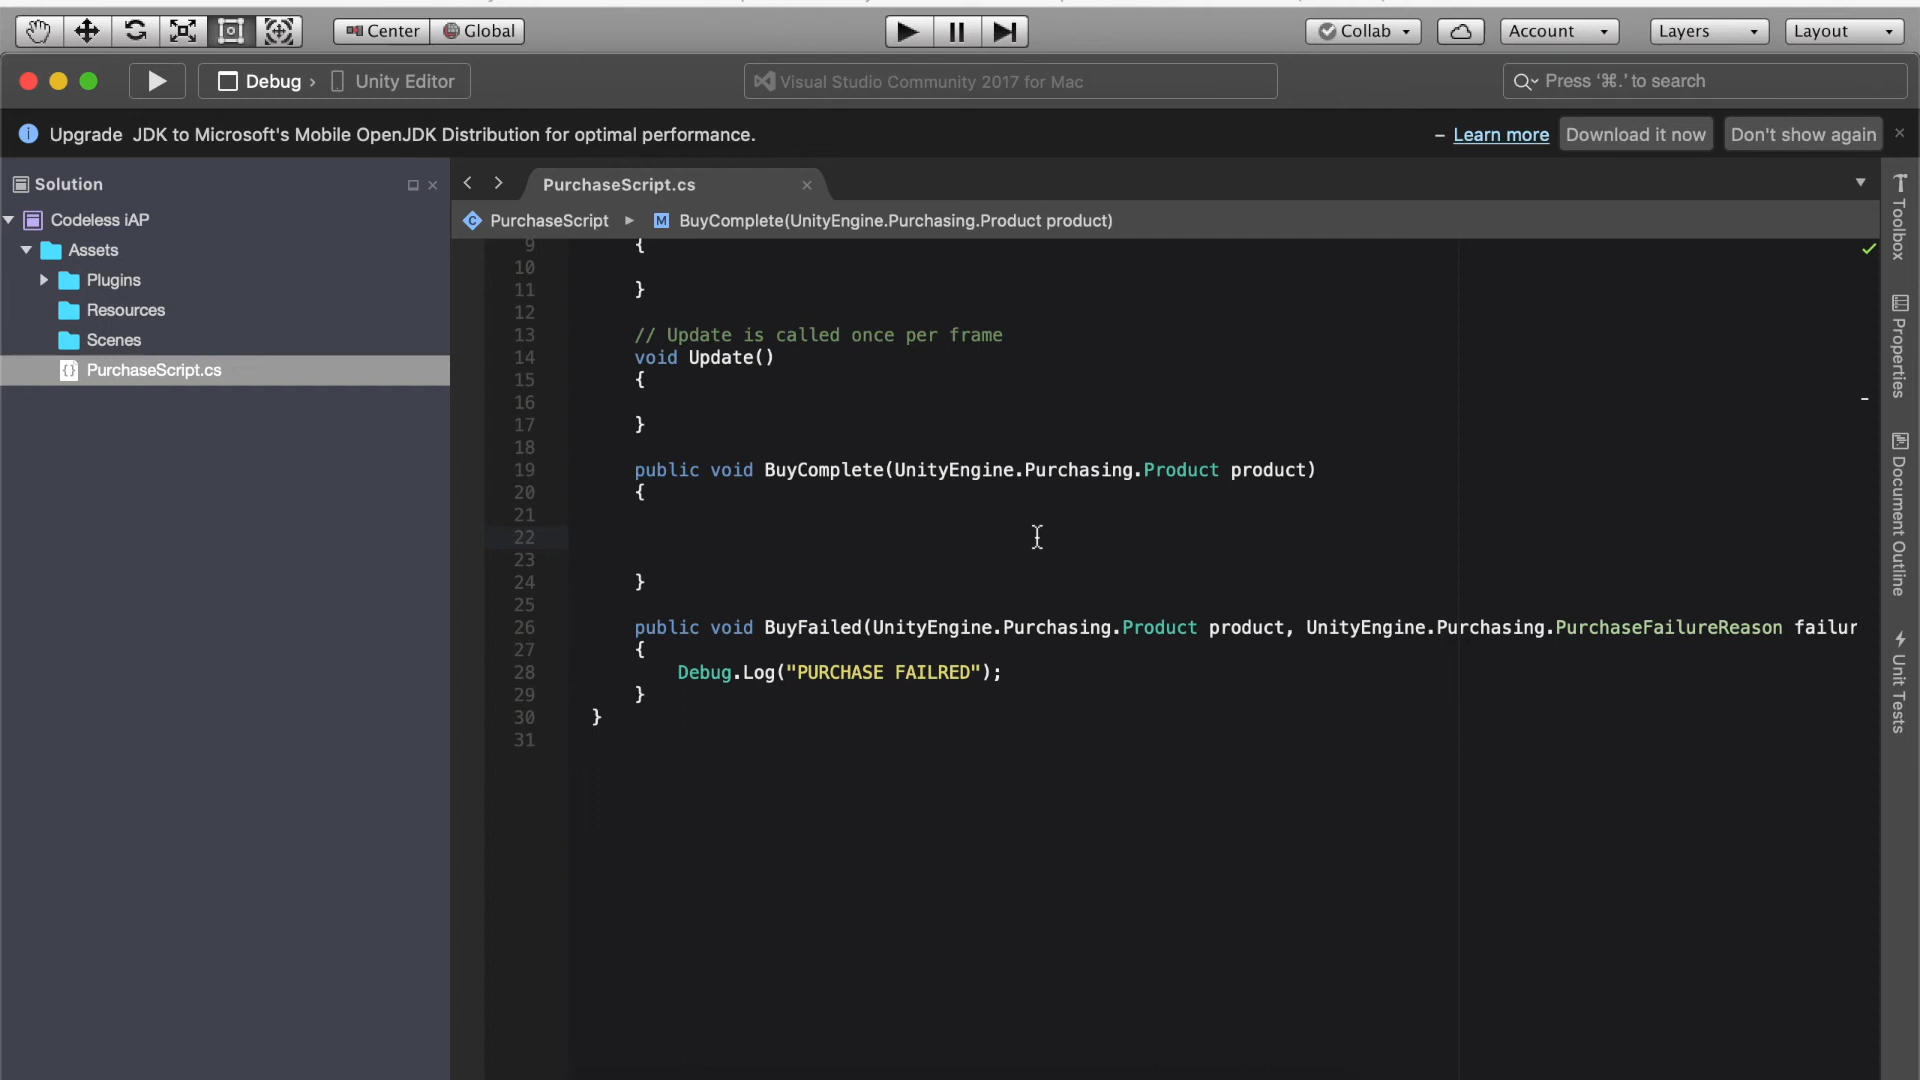 Center Global Collab Account Layers Layout
Debug › Unity Editor Visual Studio Community 2017 for Mac Press ‘⌘.’ to search
Upgrade JDK to Microsoft's Mobile OpenJDK Distribution for optimal performance. – Learn more Download it now Don't show again
Solution PurchaseScript.cs
Codeless iAP PurchaseScript BuyComplete(UnityEngine.Purchasing.Product product)
Assets
Plugins
Resources
Scenes
PurchaseScript.cs
9 {
10
11 }
12
13 // Update is called once per frame
14 void Update()
15 {
16
17 }
18
19 public void BuyComplete(UnityEngine.Purchasing.Product product)
20 {
21
22
23
24 }
25
26 public void BuyFailed(UnityEngine.Purchasing.Product product, UnityEngine.Purchasing.PurchaseFailureReason failur
27 {
28 Debug.Log("PURCHASE FAILRED");
29 }
30 }
31
Toolbox
Properties
Document Outline
Unit Tests